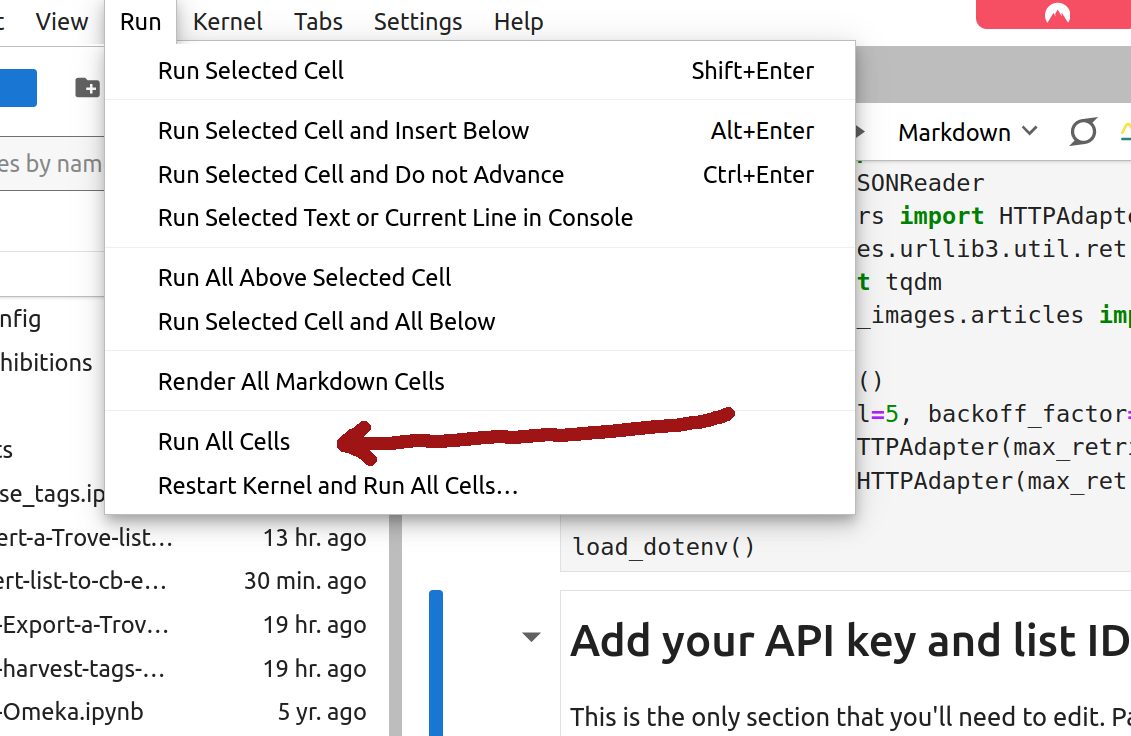 View Run Kernel Tabs Settings Help
Run Selected Cell Shift+Enter
Run Selected Cell and Insert Below Alt+Enter
Run Selected Cell and Do not Advance Ctrl+Enter
Run Selected Text or Current Line in Console
Run All Above Selected Cell
Run Selected Cell and All Below
Render All Markdown Cells
Run All Cells
Restart Kernel and Run All Cells…
es by nam
nfig
hibitions
ts
se_tags.ip
ert-a-Trove-list… 13 hr. ago
ert-list-to-cb-e… 30 min. ago
-Export-a-Trov… 19 hr. ago
-harvest-tags-… 19 hr. ago
-Omeka.ipynb 5 yr. ago
Markdown
SONReader
rs import HTTPAdapte
es.urllib3.util.ret
t tqdm
_images.articles imp
()
l=5, backoff_factor=
TTPAdapter(max_retri
HTTPAdapter(max_ret
load_dotenv()
Add your API key and list ID
This is the only section that you'll need to edit. Pa